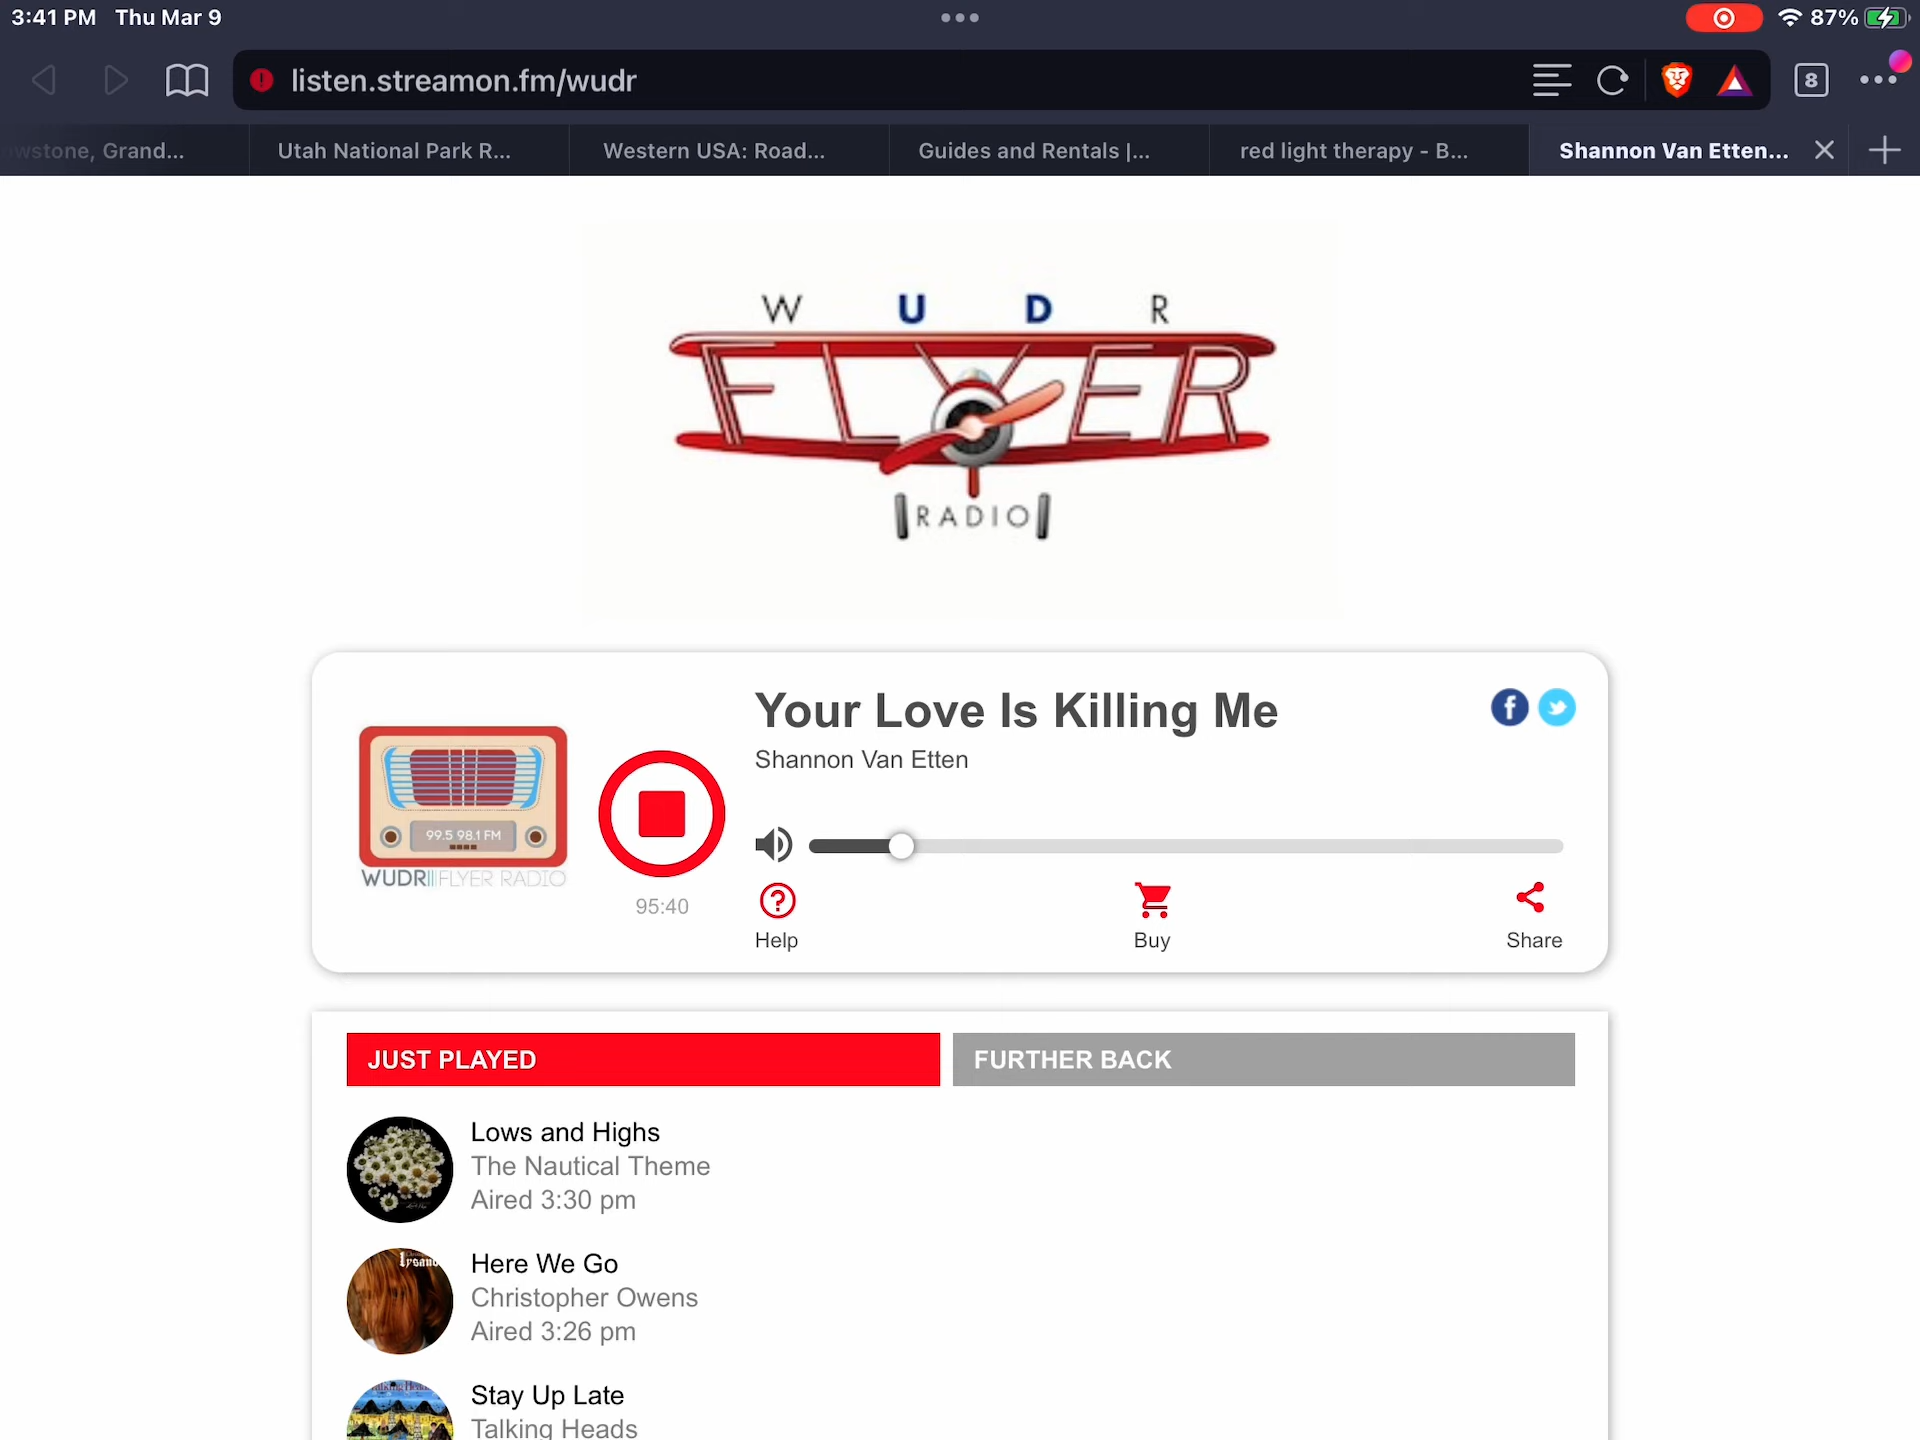 3:41 PM Thu Mar 9
87%
listen.streamon.fm/wudr
8
wstone, Grand...
Utah National Park R...
Western USA: Road...
Guides and Rentals |...
red light therapy - B...
Shannon Van Etten...
W U D R
FLYER
RADIO
Your Love Is Killing Me
Shannon Van Etten
99.5 98.1 FM
WUDR FLYER RADIO
95:40
Help
Buy
Share
JUST PLAYED
FURTHER BACK
Lows and Highs
The Nautical Theme
Aired 3:30 pm
Here We Go
Christopher Owens
Aired 3:26 pm
Stay Up Late
Talking Heads